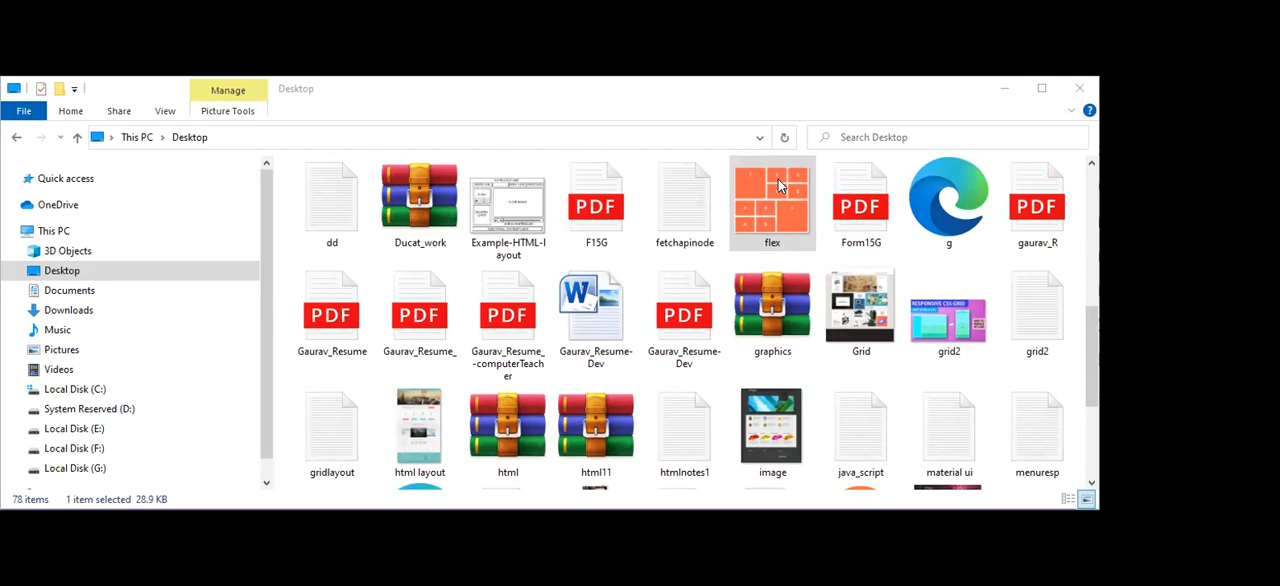 Manage
Desktop
File
Home
Share
View
Picture Tools
This PC
Desktop
Search Desktop
Quick access
OneDrive
This PC
3D Objects
Desktop
Documents
Downloads
Music
Pictures
Videos
Local Disk (C:)
System Reserved (D:)
Local Disk (E:)
Local Disk (F:)
Local Disk (G:)
PDF
PDF
PDF
dd
Ducat_work
Example-HTML-l
ayout
F15G
fetchapinode
flex
Form15G
g
gaurav_R
PDF
PDF
PDF
W
PDF
RESPONSIVE CSS GRID
Gaurav_Resume
Gaurav_Resume_
Gaurav_Resume_
-computerTeach
er
Gaurav_Resume-
Dev
Gaurav_Resume-
Dev
graphics
Grid
grid2
grid2
gridlayout
html layout
html
html11
htmlnotes1
image
java_script
material ui
menuresp
78 items
1 item selected 28.9 KB